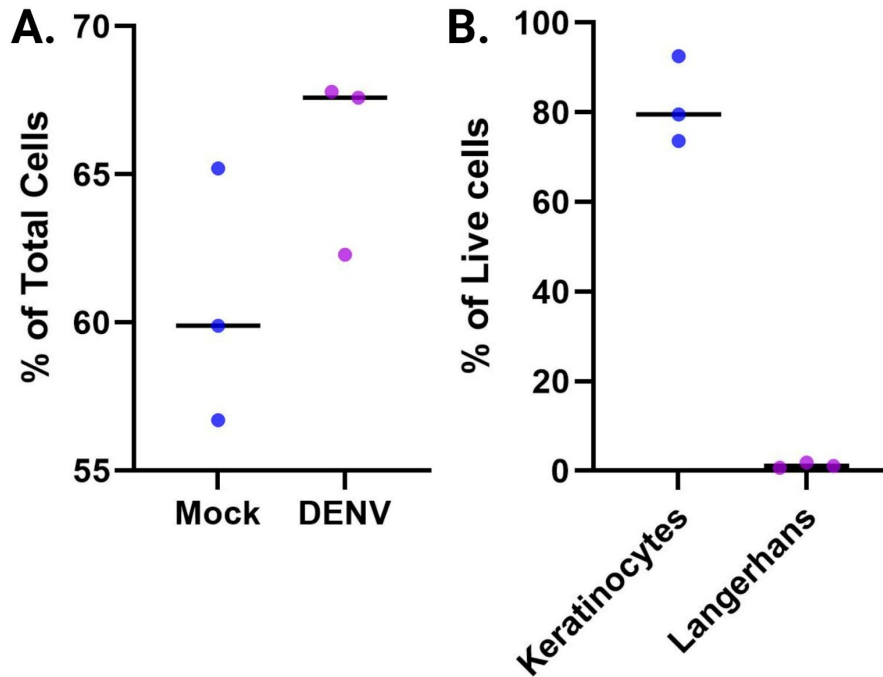 A.
% of Total Cells
70
65
60
55
Mock DENV
B.
% of Live cells
100
80
60
40
20
0
Keratinocytes
Langerhans